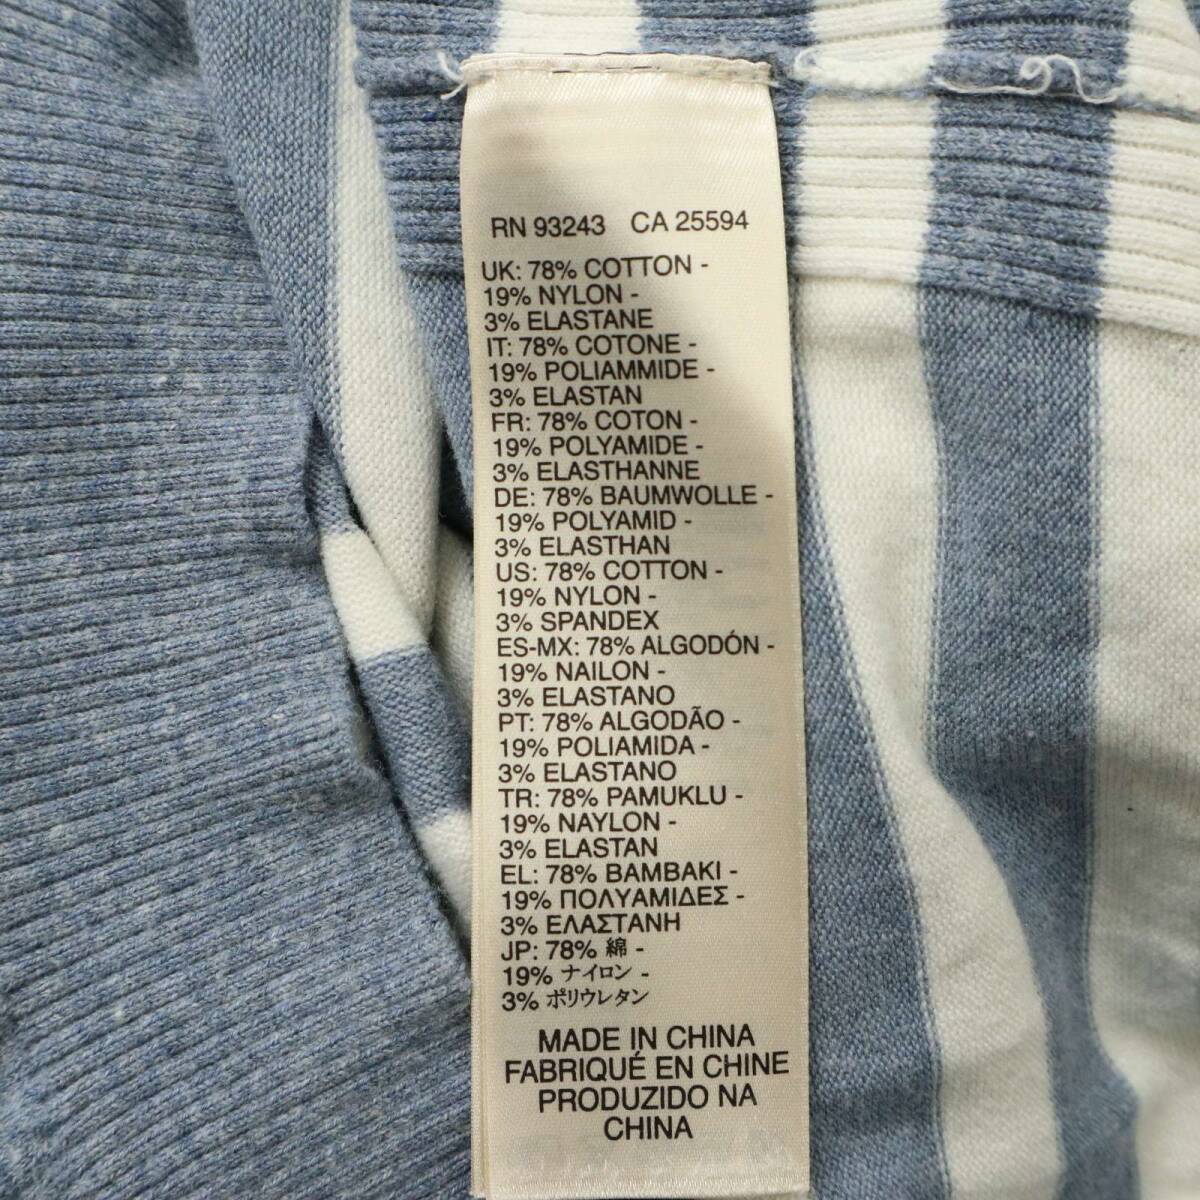 RN 93243 CA 25594
UK: 78% COTTON -
19% NYLON -
3% ELASTANE
IT: 78% COTONE -
19% POLIAMMIDE -
3% ELASTAN
FR: 78% COTON -
19% POLYAMIDE -
3% ELASTHANNE
DE: 78% BAUMWOLLE -
19% POLYAMID -
3% ELASTHAN
US: 78% COTTON -
19% NYLON -
3% SPANDEX
ES-MX: 78% ALGODÓN -
19% NAILON -
3% ELASTANO
PT: 78% ALGODÃO -
19% POLIAMIDA -
3% ELASTANO
TR: 78% PAMUKLU -
19% NAYLON -
3% ELASTAN
EL: 78% BAMBAKI -
19% ΠΟΛΥΑΜΙΔΕΣ -
3% ΕΛΑΣΤΑΝΗ
JP: 78% 綿 -
19% ナイロン -
3% ポリウレタン
MADE IN CHINA
FABRIQUÉ EN CHINE
PRODUZIDO NA
CHINA